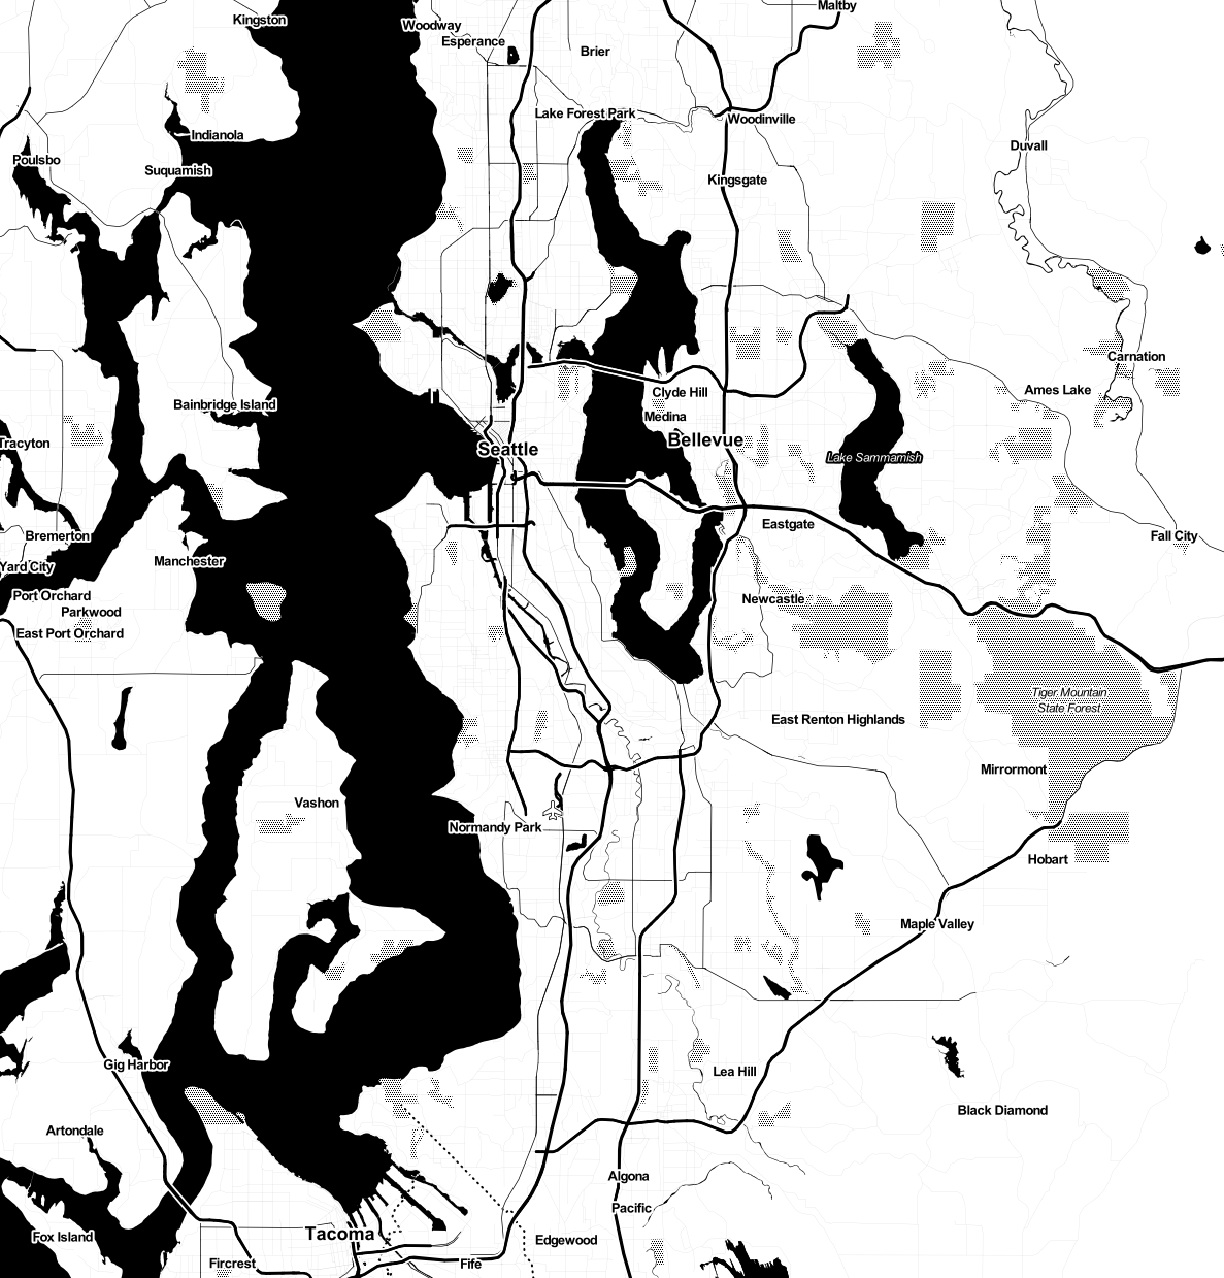 Maltby
Kingston
Woodway
Esperance
Brier
Lake Forest Park
Woodinville
Indianola
Duvall
Poulsbo
Suquamish
Kingsgate
Carnation
Clyde Hill
Ames Lake
Bainbridge Island
Medina
Tracyton
Seattle
Bellevue
Lake Sammamish
Eastgate
Bremerton
Fall City
Manchester
Yard City
Port Orchard
Newcastle
Parkwood
East Port Orchard
Tiger Mountain
State Forest
East Renton Highlands
Mirrormont
Vashon
Normandy Park
Hobart
Maple Valley
Gig Harbor
Lea Hill
Black Diamond
Artondale
Algona
Pacific
Fox Island
Tacoma
Edgewood
Fircrest
Fife